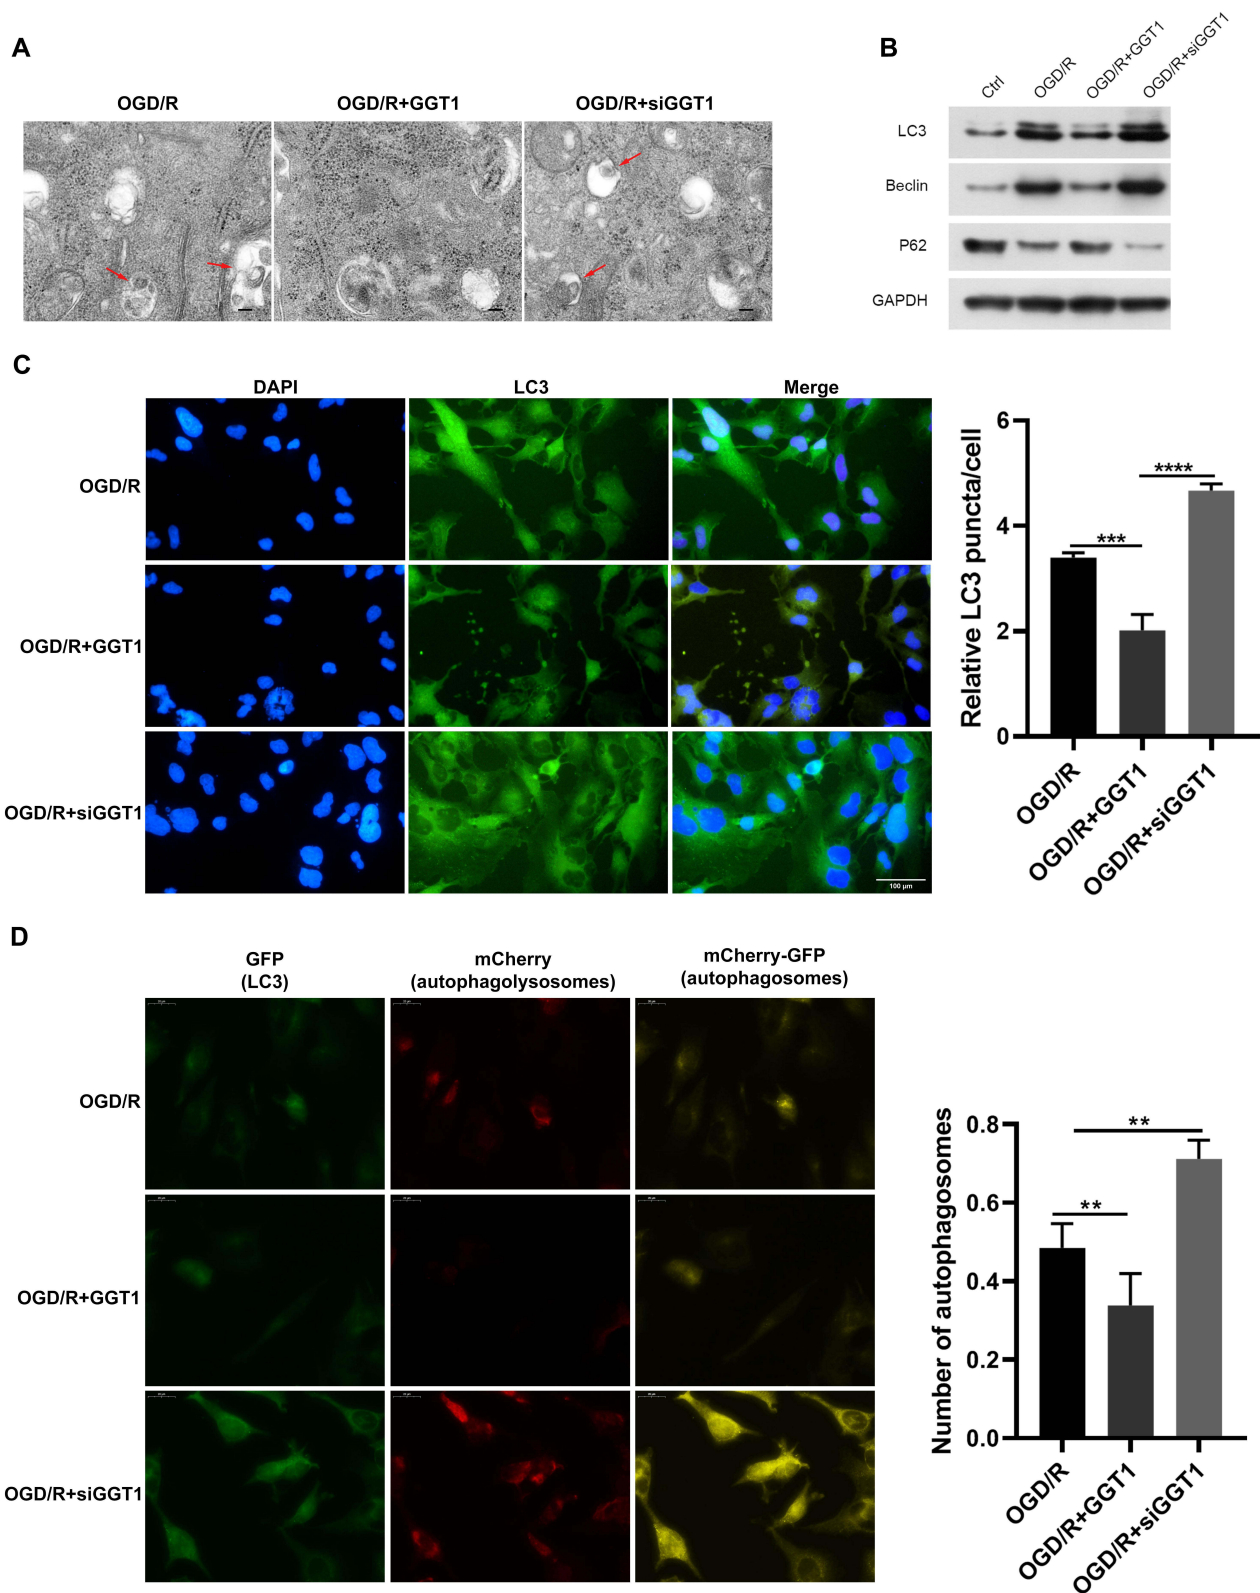 A
OGD/R
OGD/R+GGT1
OGD/R+siGGT1
B
Ctrl
OGD/R
OGD/R+GGT1
OGD/R+siGGT1
LC3
Beclin
P62
GAPDH
C
DAPI
LC3
Merge
OGD/R
OGD/R+GGT1
OGD/R+siGGT1
100 μm
Relative LC3 puncta/cell
6
4
2
0
***
****
OGD/R
OGD/R+GGT1
OGD/R+siGGT1
D
GFP
(LC3)
mCherry
(autophagolysosomes)
mCherry-GFP
(autophagosomes)
OGD/R
OGD/R+GGT1
OGD/R+siGGT1
Number of autophagosomes
0.8
0.6
0.4
0.2
0.0
**
**
OGD/R
OGD/R+GGT1
OGD/R+siGGT1